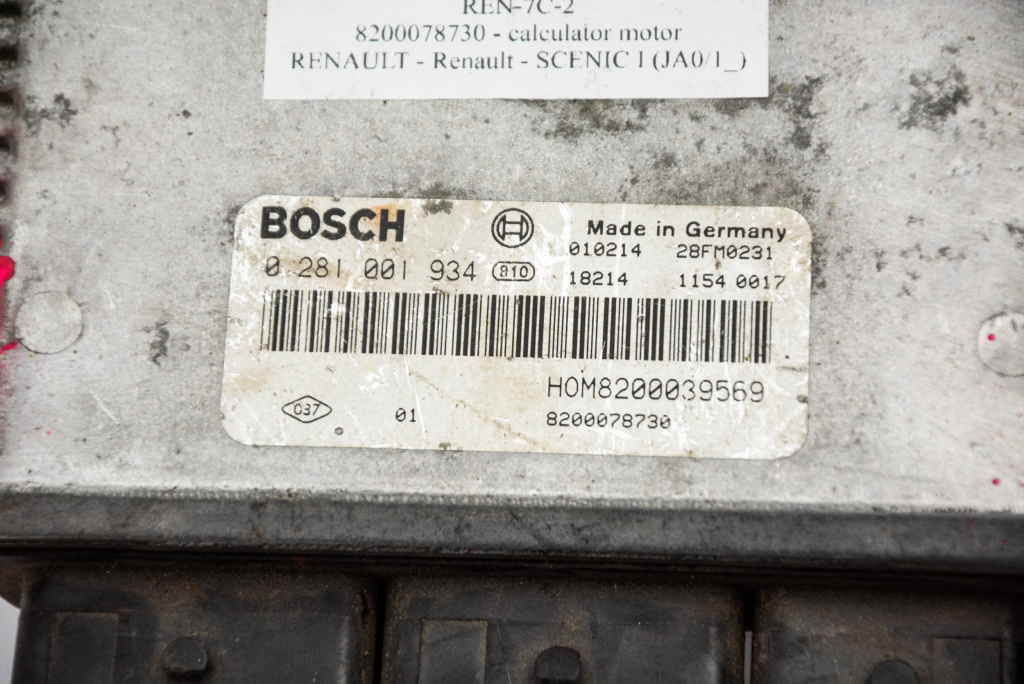 REN-7C-2
8200078730 - calculator motor
RENAULT - Renault - SCENIC I (JA0/1_)
BOSCH Made in Germany
010214 28FM0231
0 281 001 934 810
18214 1154 0017
HOM8200039569
037 01 8200078730